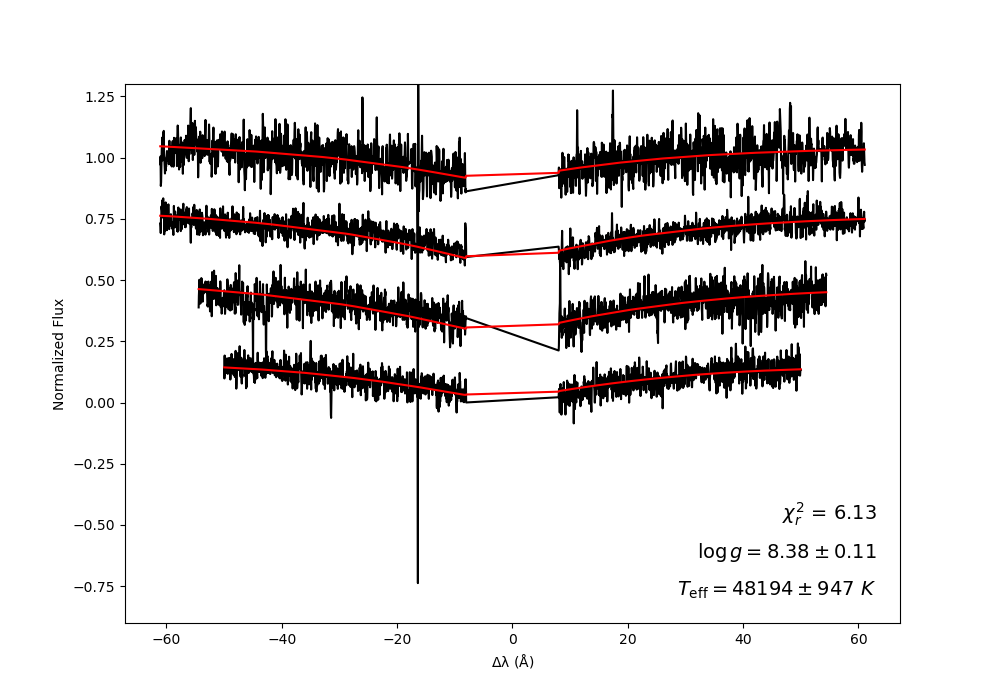 1.25
1.00
0.75
0.50
0.25
0.00
−0.25
−0.50
−0.75
Normalized Flux
χ²ᵣ = 6.13
log g = 8.38 ± 0.11
T_eff = 48194 ± 947 K
−60 −40 −20 0 20 40 60
Δλ (Å)